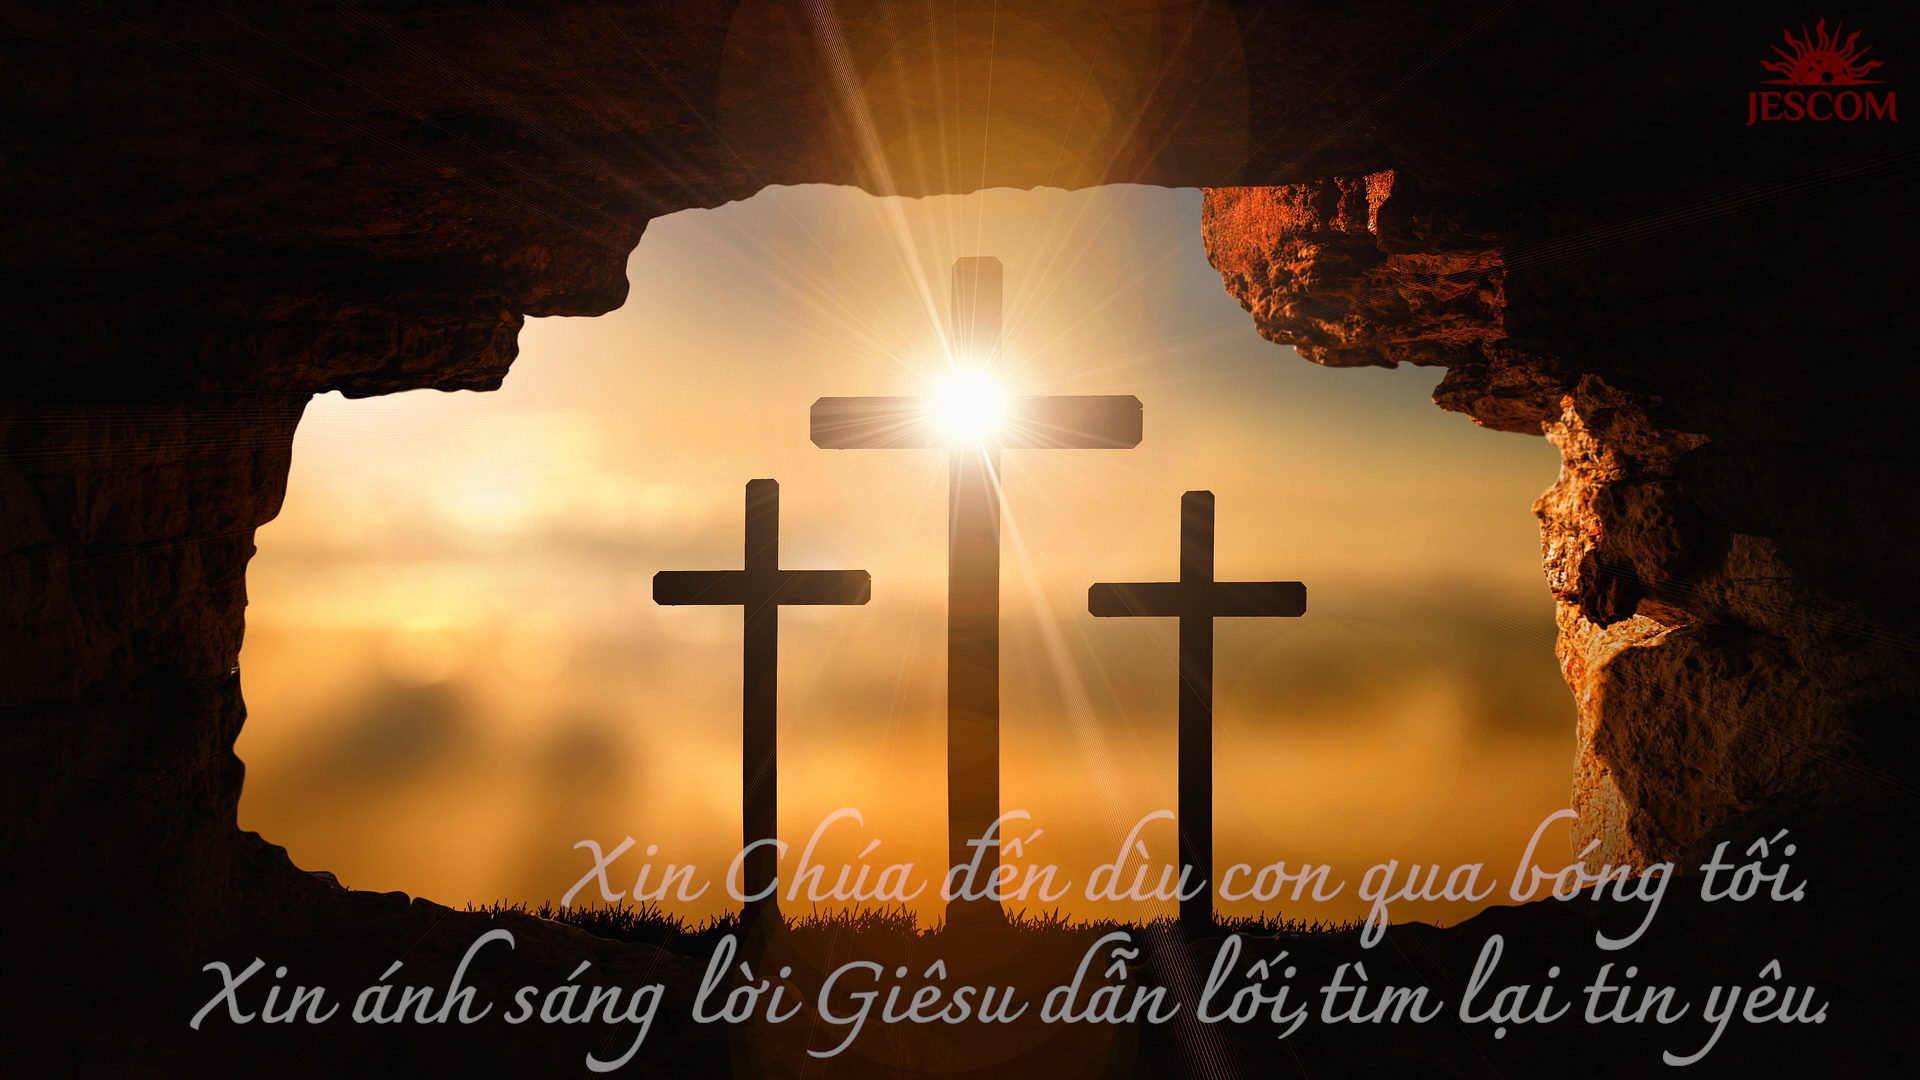 JESCOM
Xin Chúa đến dìu con qua bóng tối.
Xin ánh sáng lời Giêsu dẫn lối,tìm lại tin yêu.